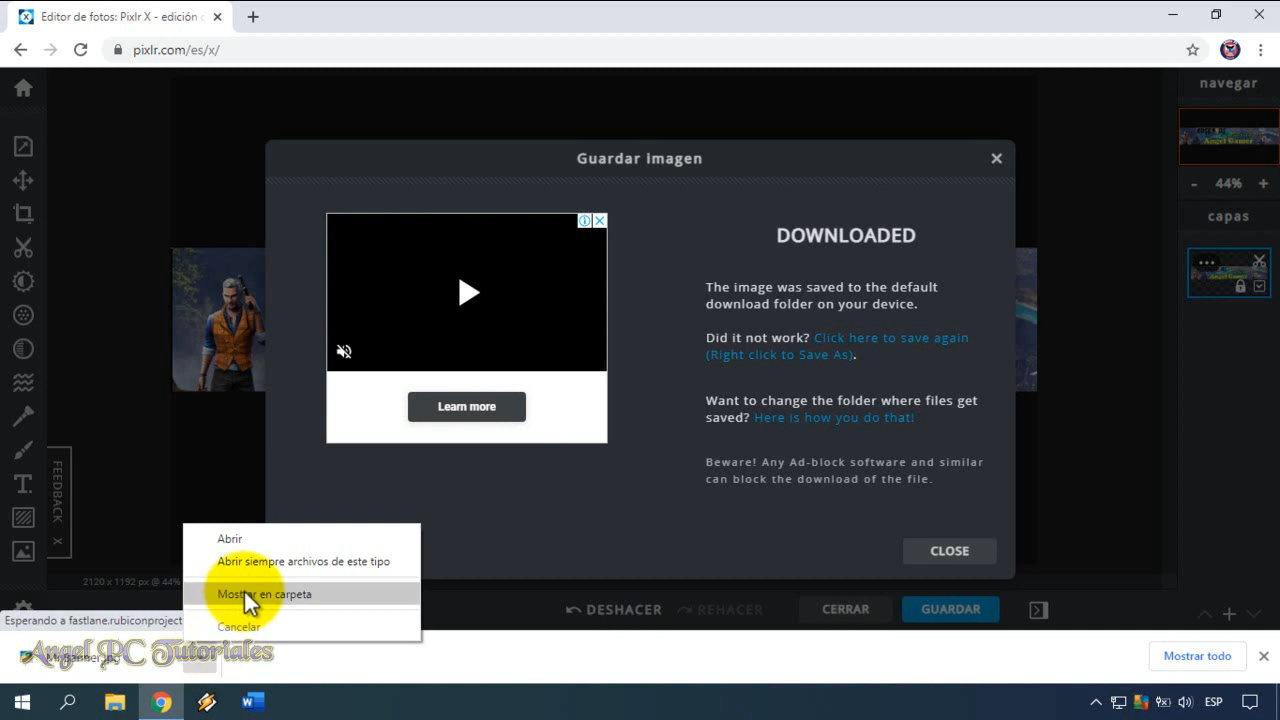 Editor de fotos: Pixlr X - edición
pixlr.com/es/x/
navegar
Angel Gamer
44%
capas
Guardar imagen
DOWNLOADED
The image was saved to the default
download folder on your device.
Did it not work? Click here to save again
(Right click to Save As).
Want to change the folder where files get
saved? Here is how you do that!
Beware! Any Ad-block software and similar
can block the download of the file.
Learn more
CLOSE
FEEDBACK X
Abrir
Abrir siempre archivos de este tipo
Mostrar en carpeta
Cancelar
2120 x 1192 px @ 44%
DESHACER
REHACER
CERRAR
GUARDAR
Esperando a fastlane.rubiconproject
Angel PC Tutoriales
Mostrar todo
ESP